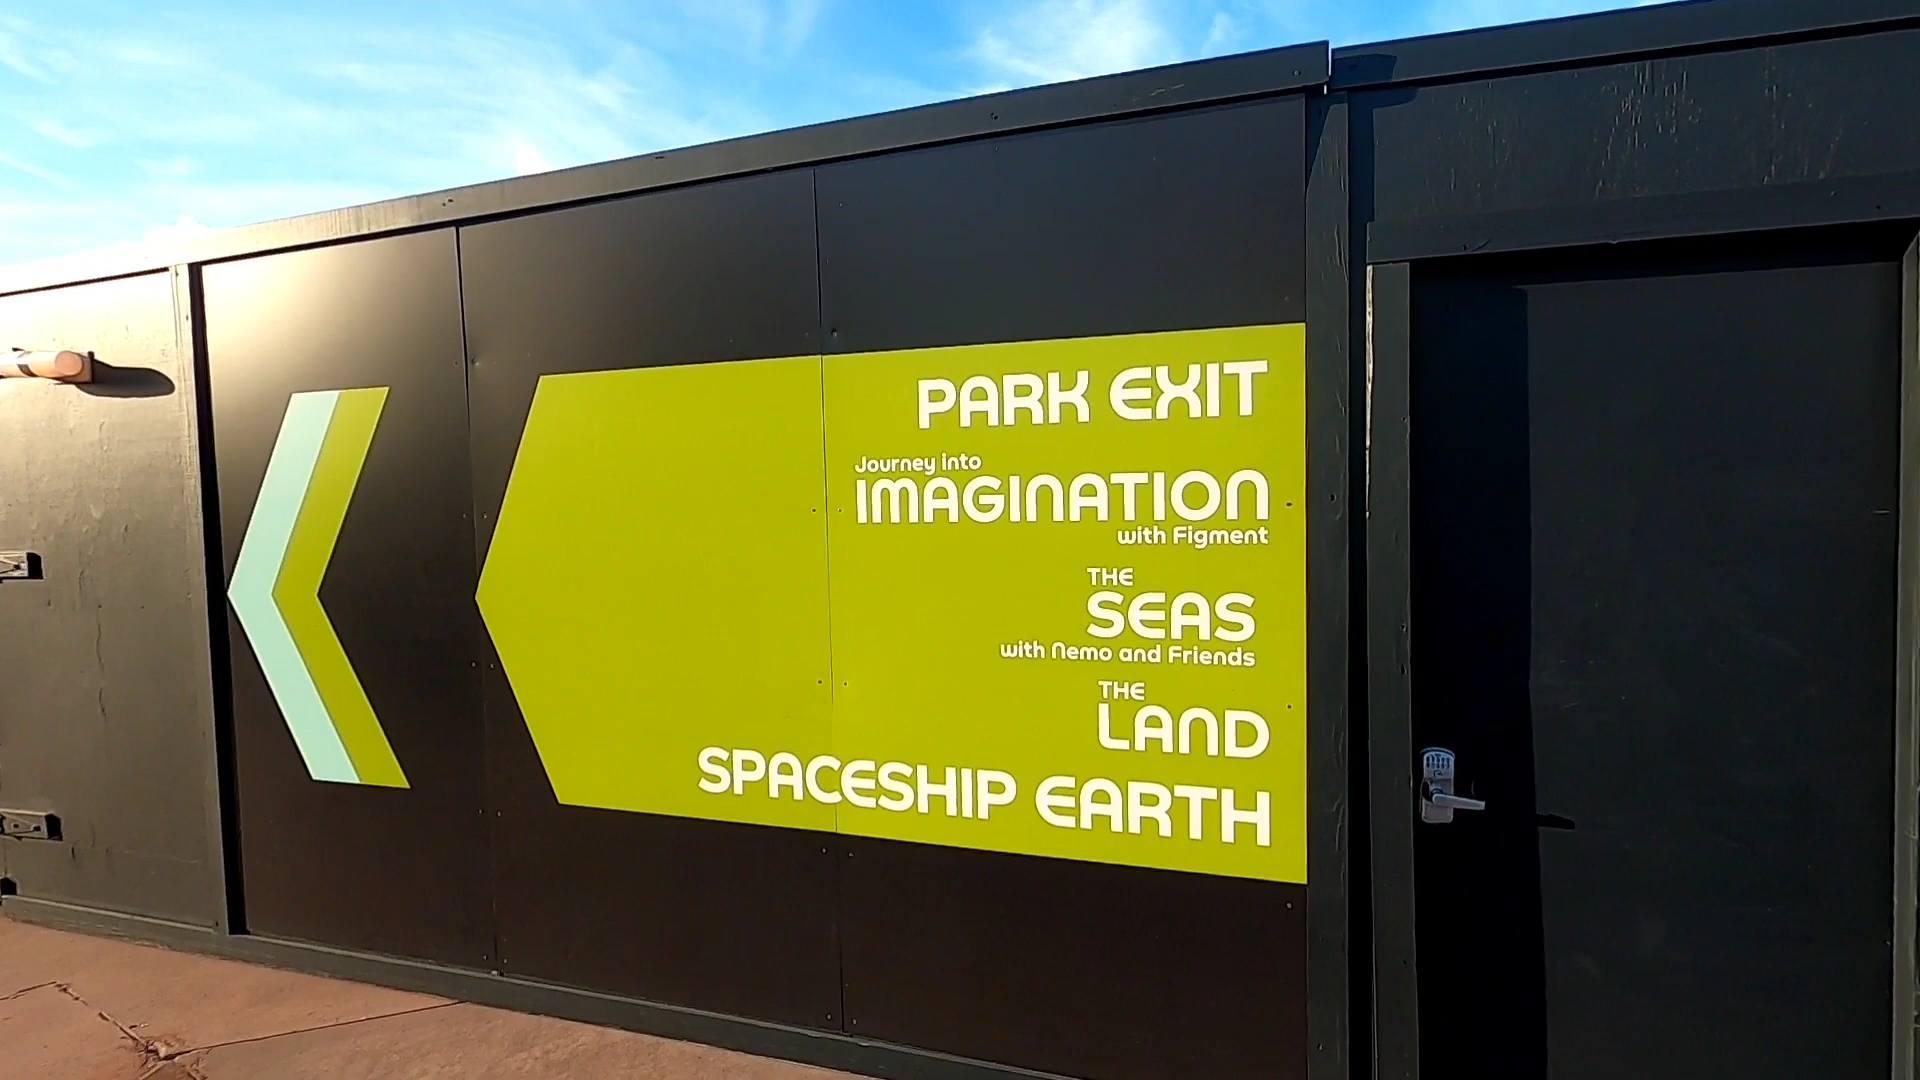 PARK EXIT
Journey into
IMAGINATION
with Figment
THE
SEAS
with Nemo and Friends
THE
LAND
SPACESHIP EARTH